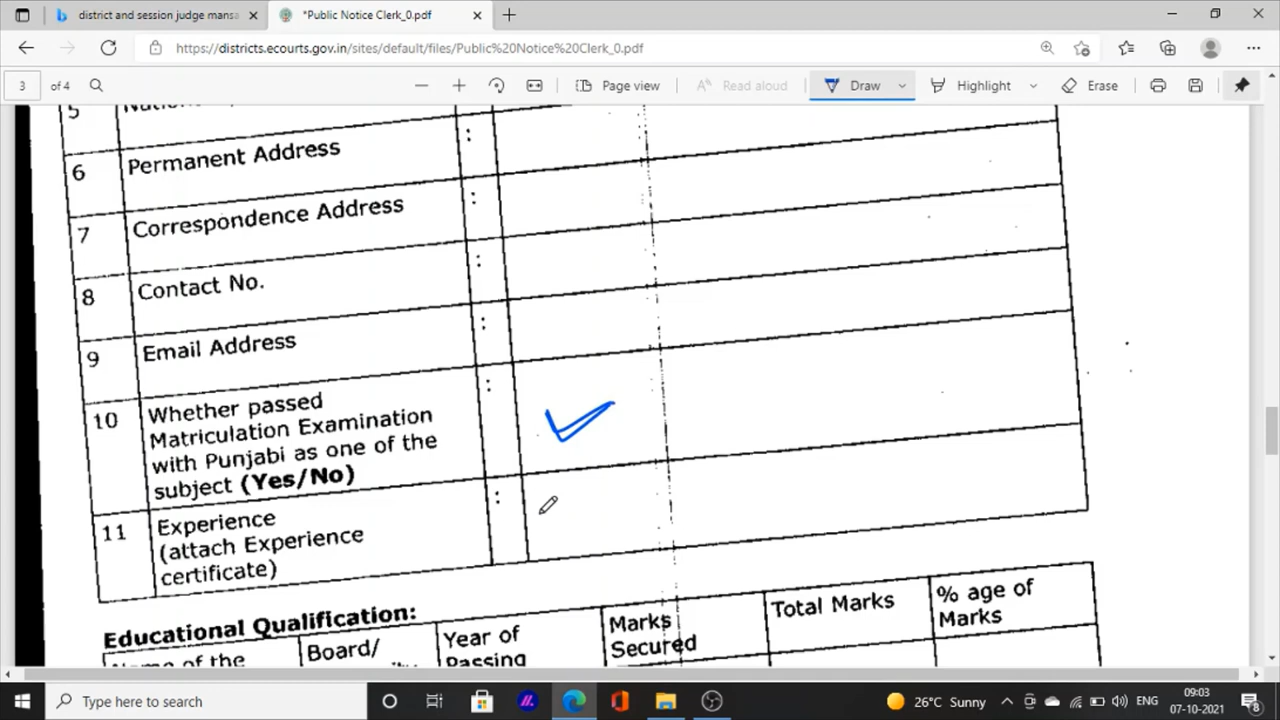 district and session judge mansa
*Public Notice Clerk_0.pdf
https://districts.ecourts.gov.in/sites/default/files/Public%20Notice%20Clerk_0.pdf
3 of 4
Page view
Read aloud
Draw
Highlight
Erase
5
6 Permanent Address :
7 Correspondence Address :
8 Contact No. :
9 Email Address :
10 Whether passed :
Matriculation Examination
with Punjabi as one of the
subject (Yes/No)
11 Experience :
(attach Experience
certificate)
Educational Qualification:
Name of the
Board/
Year of
Passing
Marks
Secured
Total Marks
% age of
Marks
Type here to search
26°C Sunny
ENG
09:03
07-10-2021
8